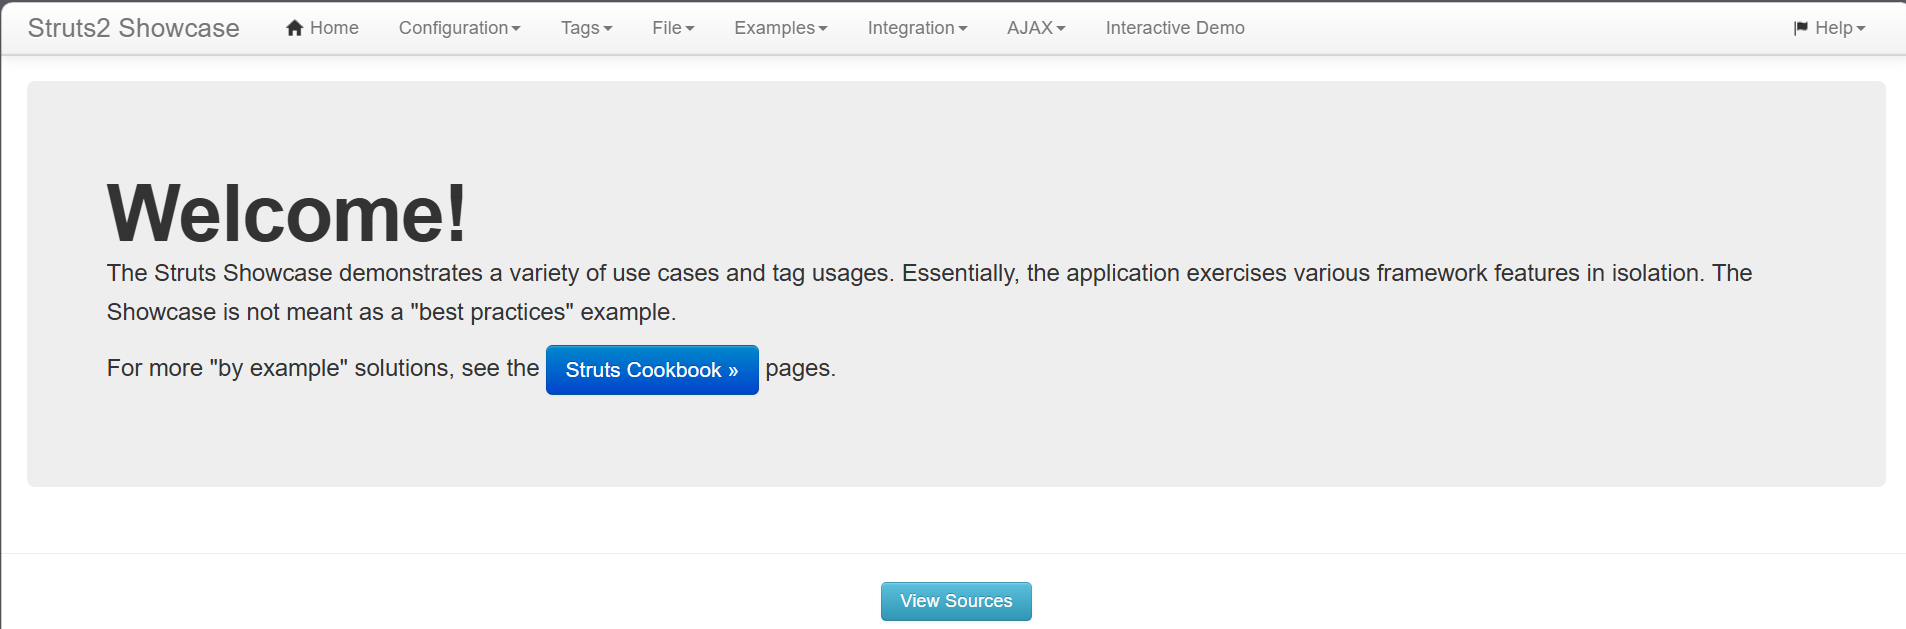 Struts2 Showcase Home Configuration Tags File Examples Integration AJAX Interactive Demo Help
Welcome!
The Struts Showcase demonstrates a variety of use cases and tag usages. Essentially, the application exercises various framework features in isolation. The
Showcase is not meant as a "best practices" example.
For more "by example" solutions, see the Struts Cookbook » pages.
View Sources